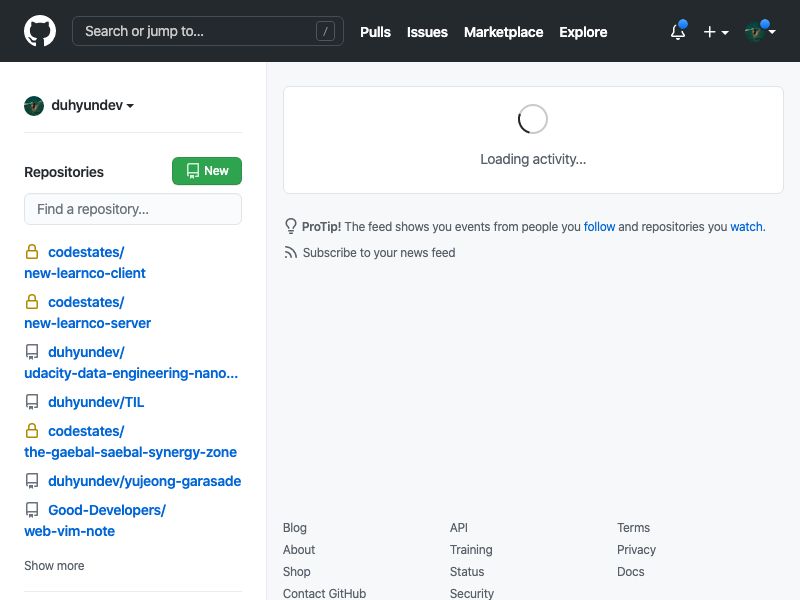 Search or jump to... /
Pulls Issues Marketplace Explore
duhyundev
Repositories
New
Find a repository...
codestates/
new-learnco-client
codestates/
new-learnco-server
duhyundev/
udacity-data-engineering-nano...
duhyundev/TIL
codestates/
the-gaebal-saebal-synergy-zone
duhyundev/yujeong-garasade
Good-Developers/
web-vim-note
Show more
Loading activity...
ProTip! The feed shows you events from people you follow and repositories you watch.
Subscribe to your news feed
Blog
About
Shop
Contact GitHub
API
Training
Status
Security
Terms
Privacy
Docs